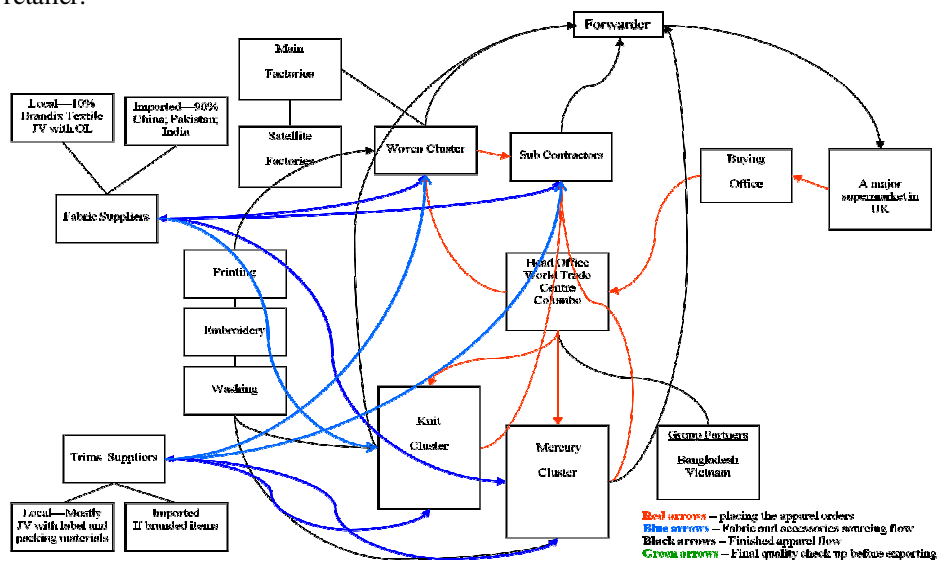 retailer.
Forwarder
Main
Factories
Local—10%
Brandix Textile
JV with OL
Imported—90%
China; Pakistan;
India
Satellite
Factories
Woven Cluster
Sub Contractors
Buying
Office
A major
supermarket in
UK
Fabric Suppliers
Printing
Head Office
World Trade
Centre
Colombo
Embroidery
Washing
Knit
Cluster
Mercury
Cluster
Group Partners
Bangladesh
Vietnam
Trims Suppliers
Local—Mostly
JV with label and
packing materials
Imported
If branded items
Red arrows – placing the apparel orders
Blue arrows – Fabric and accessories sourcing flow
Black arrows – Finished apparel flow
Green arrows – Final quality check up before exporting